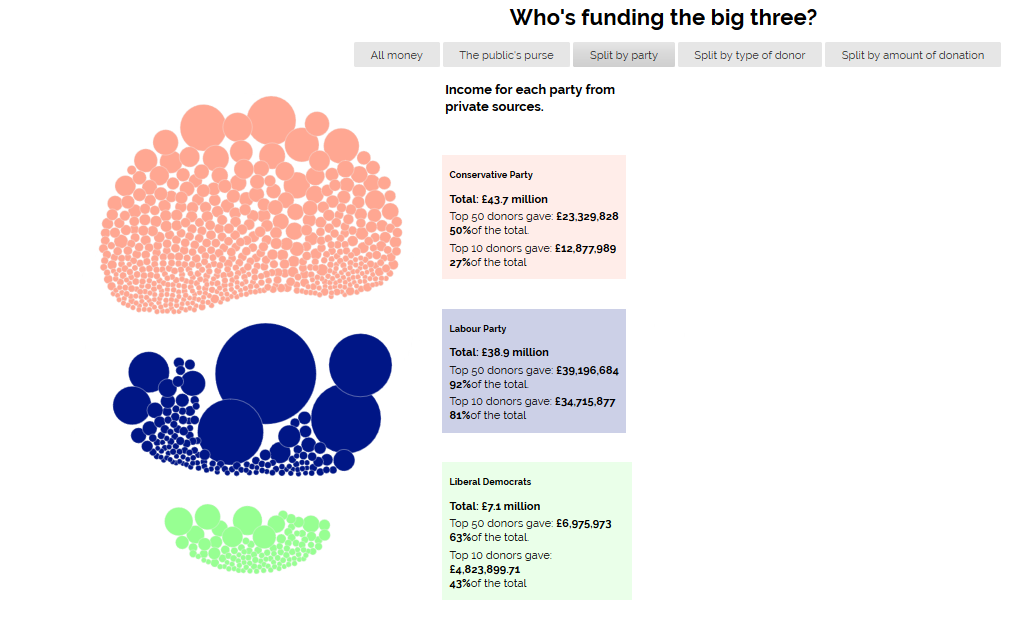 Who's funding the big three?
All money The public's purse Split by party Split by type of donor Split by amount of donation
Income for each party from
private sources.
Conservative Party
Total: £43.7 million
Top 50 donors gave: £23,329,828
50%of the total.
Top 10 donors gave: £12,877,989
27%of the total
Labour Party
Total: £38.9 million
Top 50 donors gave: £39,196,684
92%of the total.
Top 10 donors gave: £34,715,877
81%of the total
Liberal Democrats
Total: £7.1 million
Top 50 donors gave: £6,975,973
63%of the total.
Top 10 donors gave:
£4,823,899.71
43%of the total